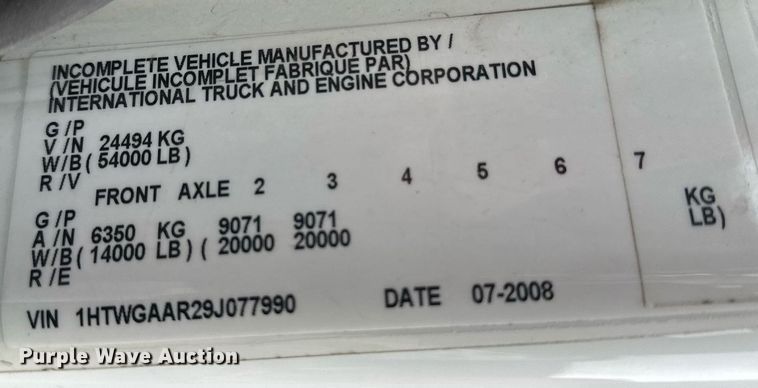 INCOMPLETE VEHICLE MANUFACTURED BY /
(VEHICULE INCOMPLET FABRIQUE PAR)
INTERNATIONAL TRUCK AND ENGINE CORPORATION
G /P
V /N 24494 KG
W/B ( 54000 LB )
R /V
FRONT AXLE 2 3 4 5 6 7
G /P
A /N 6350 KG 9071 9071 KG
W/B ( 14000 LB ) ( 20000 20000 LB)
R /E
VIN 1HTWGAAR29J077990 DATE 07-2008
Purple Wave Auction